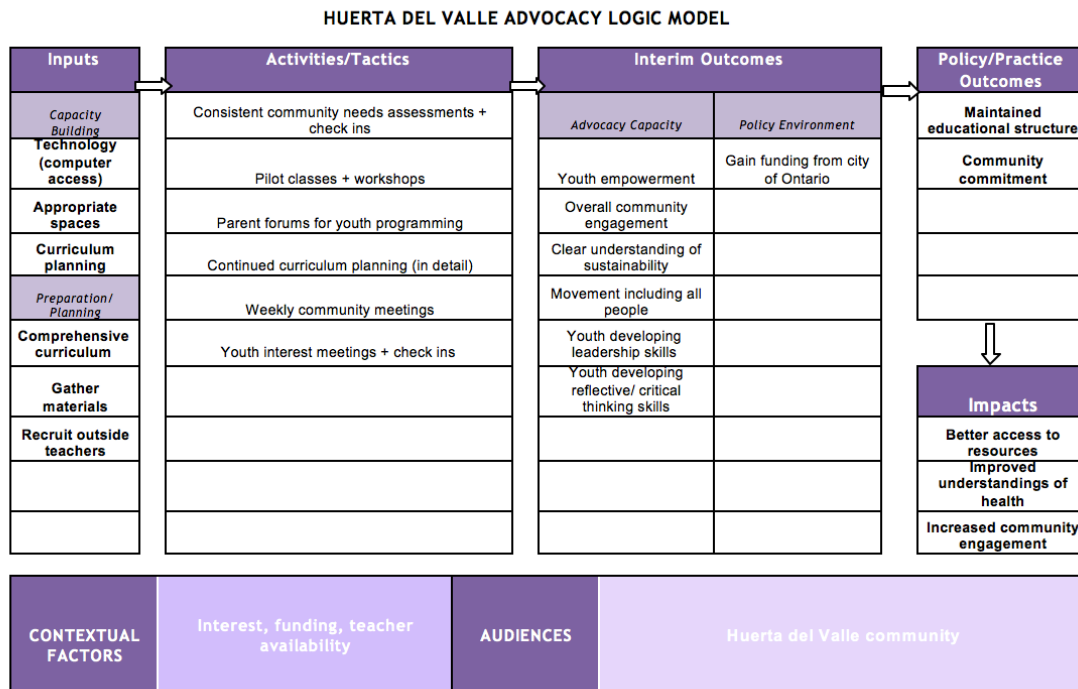 HUERTA DEL VALLE ADVOCACY LOGIC MODEL
Inputs
Capacity
Building
Technology
(computer
access)
Appropriate
spaces
Curriculum
planning
Preparation/
Planning
Comprehensive
curriculum
Gather
materials
Recruit outside
teachers
Activities/Tactics
Consistent community needs assessments +
check ins
Pilot classes + workshops
Parent forums for youth programming
Continued curriculum planning (in detail)
Weekly community meetings
Youth interest meetings + check ins
Interim Outcomes
Advocacy Capacity
Youth empowerment
Overall community
engagement
Clear understanding of
sustainability
Movement including all
people
Youth developing
leadership skills
Youth developing
reflective/ critical
thinking skills
Policy Environment
Gain funding from city
of Ontario
Policy/Practice
Outcomes
Maintained
educational structure
Community
commitment
Impacts
Better access to
resources
Improved
understandings of
health
Increased community
engagement
CONTEXTUAL
FACTORS
Interest, funding, teacher
availability
AUDIENCES
Huerta del Valle community